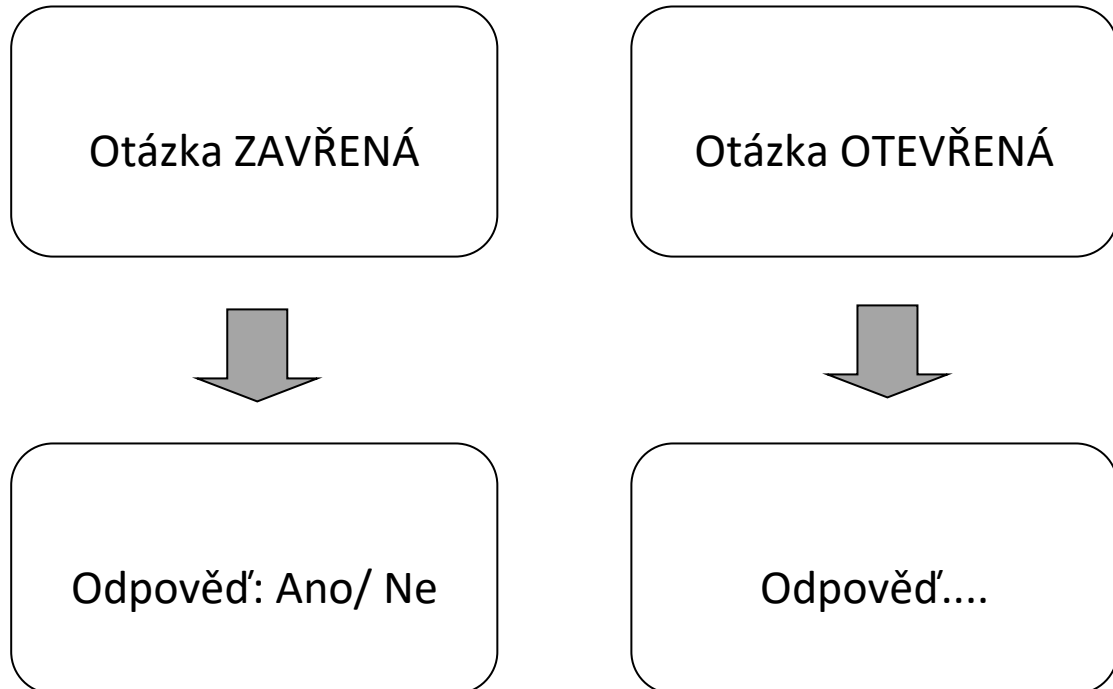 Otázka ZAVŘENÁ
Otázka OTEVŘENÁ
Odpověď: Ano/ Ne
Odpověď....